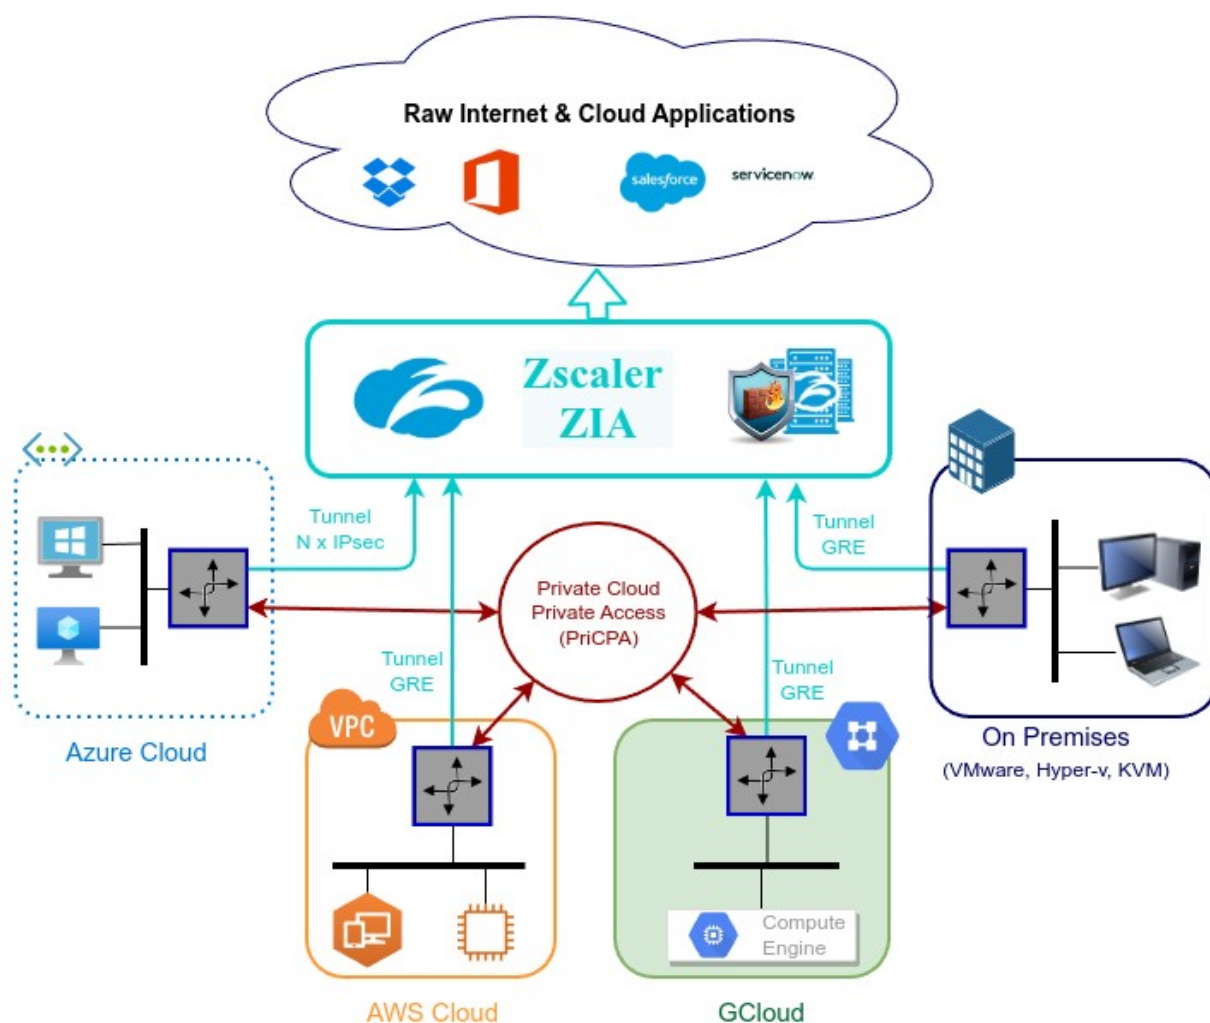 Raw Internet & Cloud Applications
salesforce
servicenow
Zscaler
ZIA
Tunnel
N x IPsec
Tunnel
GRE
Private Cloud
Private Access
(PriCPA)
Tunnel
GRE
Tunnel
GRE
VPC
Azure Cloud
On Premises
(VMware, Hyper-v, KVM)
Compute
Engine
AWS Cloud
GCloud